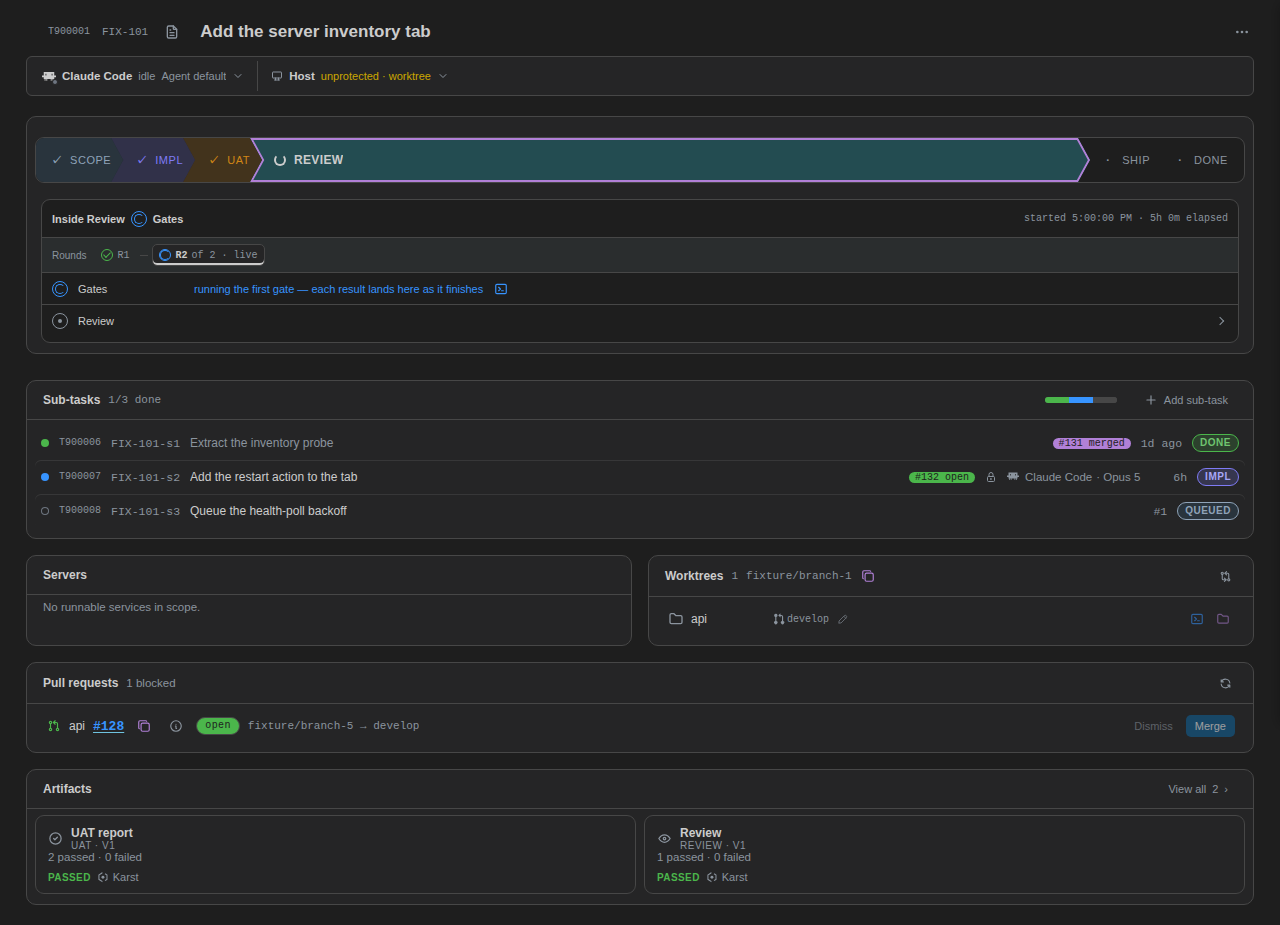 T900001 FIX-101 Add the server inventory tab
Claude Code idle Agent default Host unprotected · worktree
SCOPE IMPL UAT REVIEW · SHIP · DONE
Inside Review Gates started 5:00:00 PM · 5h 0m elapsed
Rounds R1 — R2 of 2 · live
Gates running the first gate — each result lands here as it finishes
Review
Sub-tasks 1/3 done Add sub-task
T900006 FIX-101-s1 Extract the inventory probe #131 merged 1d ago DONE
T900007 FIX-101-s2 Add the restart action to the tab #132 open Claude Code · Opus 5 6h IMPL
T900008 FIX-101-s3 Queue the health-poll backoff #1 QUEUED
Servers
No runnable services in scope.
Worktrees 1 fixture/branch-1
api develop
Pull requests 1 blocked
api #128 open fixture/branch-5 → develop Dismiss Merge
Artifacts View all 2 ›
UAT report
UAT · V1
2 passed · 0 failed
PASSED Karst
Review
REVIEW · V1
1 passed · 0 failed
PASSED Karst